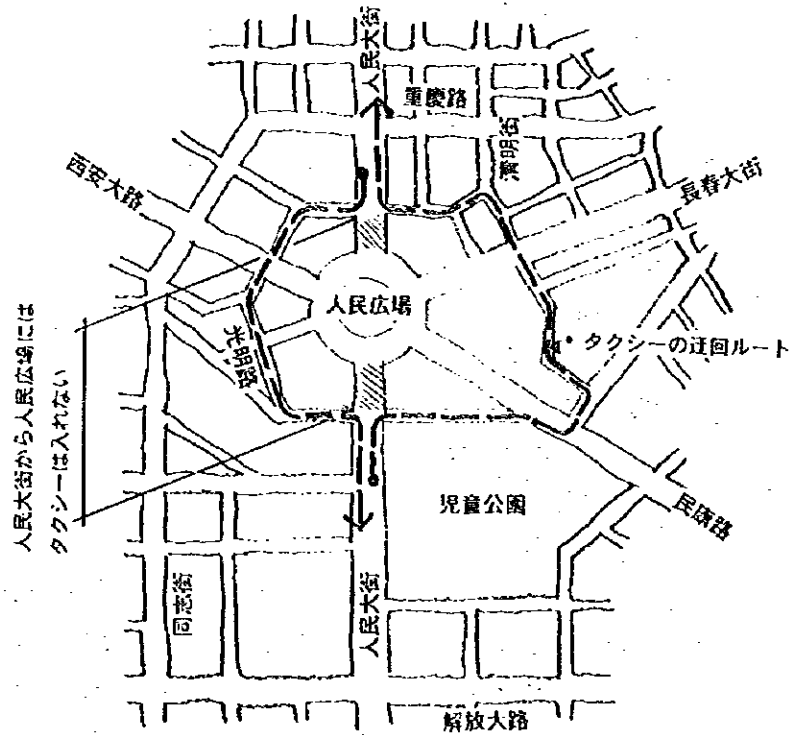 人民大街
重慶路
清明街
西安大路
長春大街
人民広場
タクシーの迂回ルート
光明路
人民大街から人民広場には
タクシーは入れない
児童公園
民康路
同志街
人民大街
解放大路